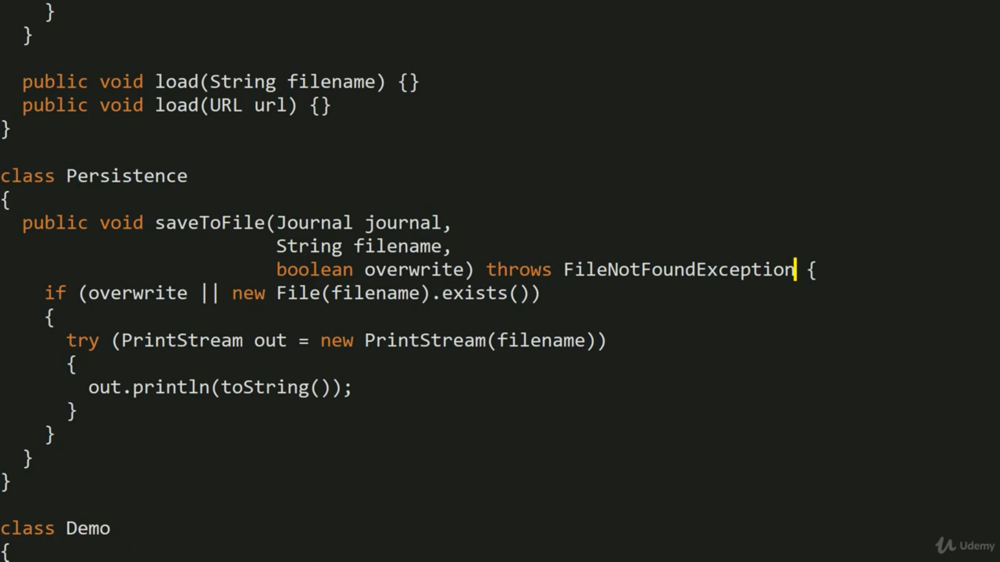 }
  }

  public void load(String filename) {}
  public void load(URL url) {}
}

class Persistence
{
  public void saveToFile(Journal journal,
                         String filename,
                         boolean overwrite) throws FileNotFoundException {
    if (overwrite || new File(filename).exists())
    {
      try (PrintStream out = new PrintStream(filename))
      {
        out.println(toString());
      }
    }
  }
}

class Demo
{
Udemy